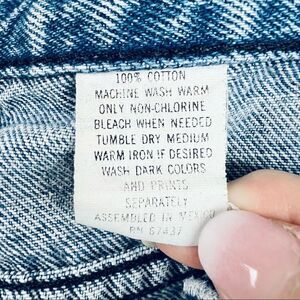 100% COTTON
MACHINE WASH WARM
ONLY NON-CHLORINE
BLEACH WHEN NEEDED
TUMBLE DRY MEDIUM
WARM IRON IF DESIRED
WASH DARK COLORS
AND PRINTS
SEPARATELY
ASSEMBLED IN MEXICO
RN 67437